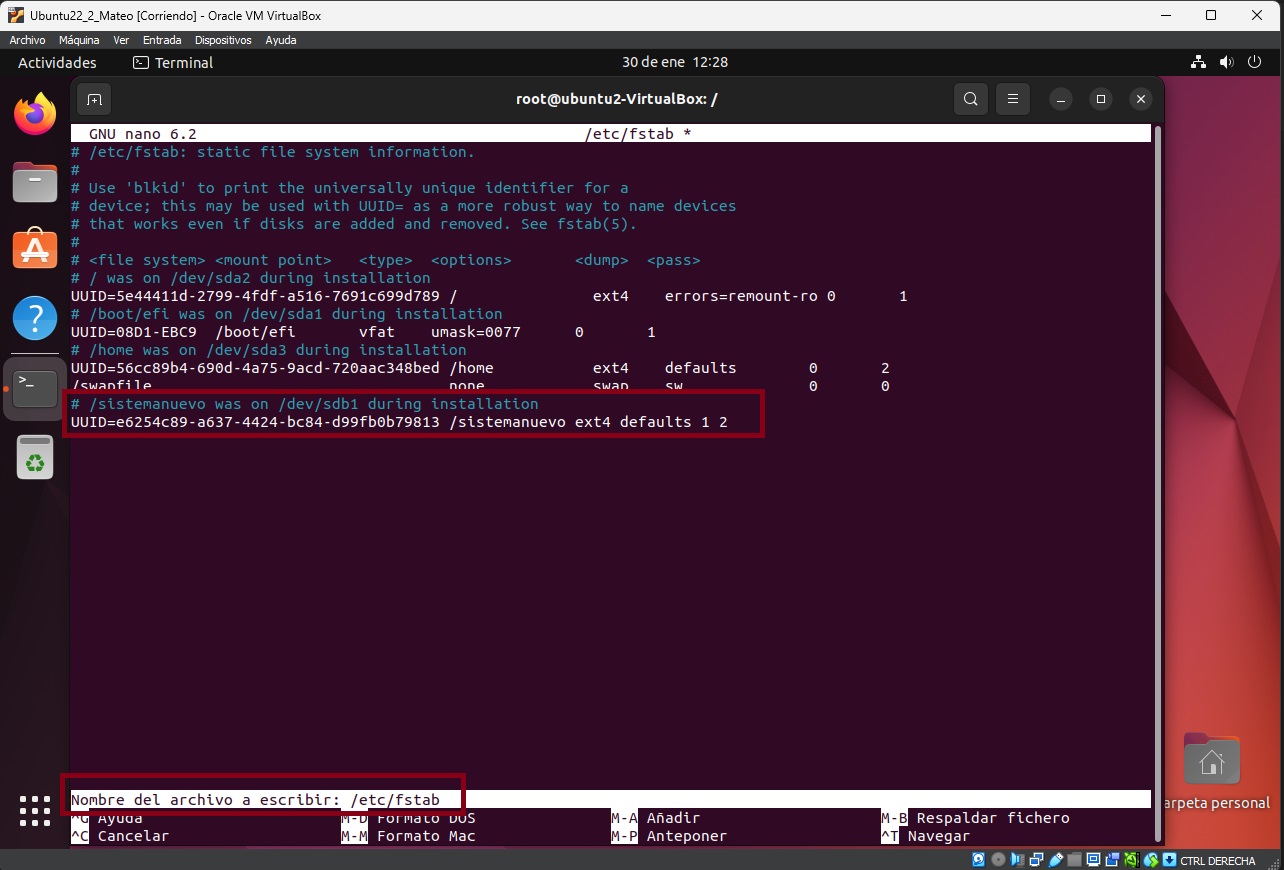 Ubuntu22_2_Mateo [Corriendo] - Oracle VM VirtualBox
Archivo Máquina Ver Entrada Dispositivos Ayuda
Actividades Terminal 30 de ene 12:28
root@ubuntu2-VirtualBox: /
GNU nano 6.2 /etc/fstab *
# /etc/fstab: static file system information.
#
# Use 'blkid' to print the universally unique identifier for a
# device; this may be used with UUID= as a more robust way to name devices
# that works even if disks are added and removed. See fstab(5).
#
# <file system> <mount point> <type> <options> <dump> <pass>
# / was on /dev/sda2 during installation
UUID=5e44411d-2799-4fdf-a516-7691c699d789 / ext4 errors=remount-ro 0 1
# /boot/efi was on /dev/sda1 during installation
UUID=08D1-EBC9 /boot/efi vfat umask=0077 0 1
# /home was on /dev/sda3 during installation
UUID=56cc89b4-690d-4a75-9acd-720aac348bed /home ext4 defaults 0 2
/swapfile none swap sw 0 0
# /sistemanuevo was on /dev/sdb1 during installation
UUID=e6254c89-a637-4424-bc84-d99fb0b79813 /sistemanuevo ext4 defaults 1 2
Nombre del archivo a escribir: /etc/fstab
^G Ayuda M-D Formato DOS M-A Añadir M-B Respaldar fichero
^C Cancelar M-M Formato Mac M-P Anteponer ^T Navegar
arpeta personal
CTRL DERECHA